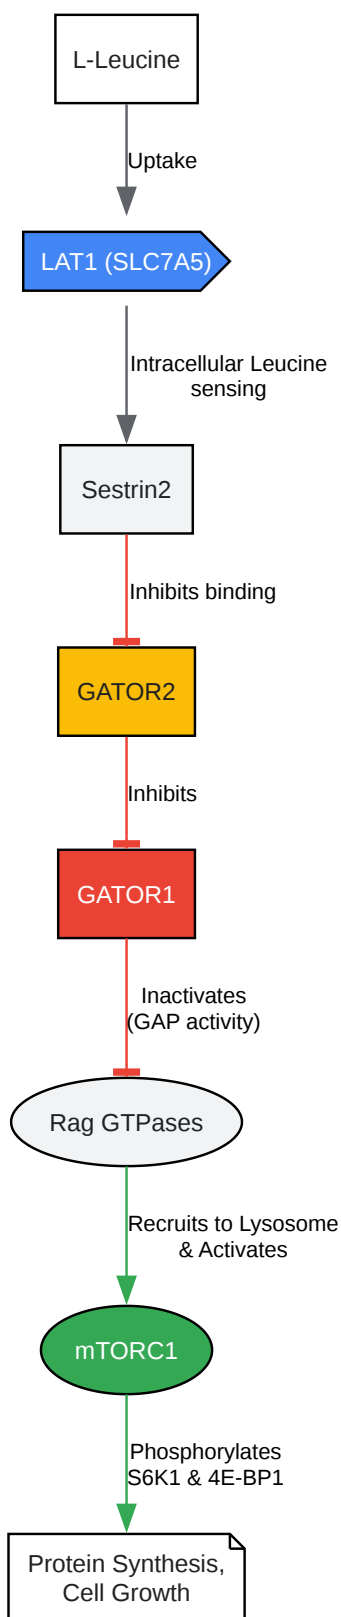 L-Leucine
Uptake
LAT1 (SLC7A5)
Intracellular Leucine
sensing
Sestrin2
Inhibits binding
GATOR2
Inhibits
GATOR1
Inactivates
(GAP activity)
Rag GTPases
Recruits to Lysosome
& Activates
mTORC1
Phosphorylates
S6K1 & 4E-BP1
Protein Synthesis,
Cell Growth